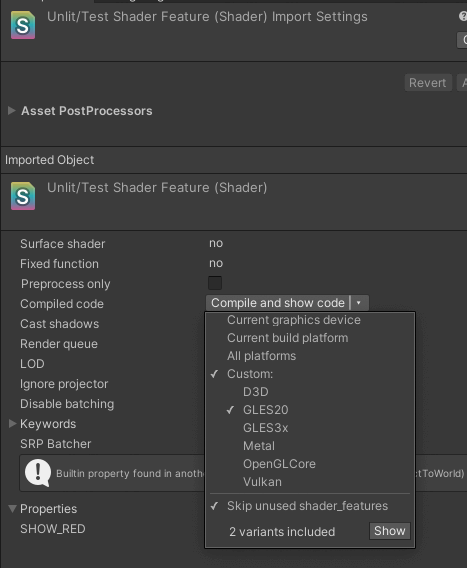 Unlit/Test Shader Feature (Shader) Import Settings
Revert
Asset PostProcessors
Imported Object
Unlit/Test Shader Feature (Shader)
Surface shader no
Fixed function no
Preprocess only
Compiled code Compile and show code
Cast shadows
Render queue
LOD
Ignore projector
Disable batching
Keywords
SRP Batcher
Current graphics device
Current build platform
All platforms
Custom:
D3D
GLES20
GLES3x
Metal
OpenGLCore
Vulkan
Skip unused shader_features
2 variants included Show
Builtin property found in anothe
ctToWorld)
Properties
SHOW_RED